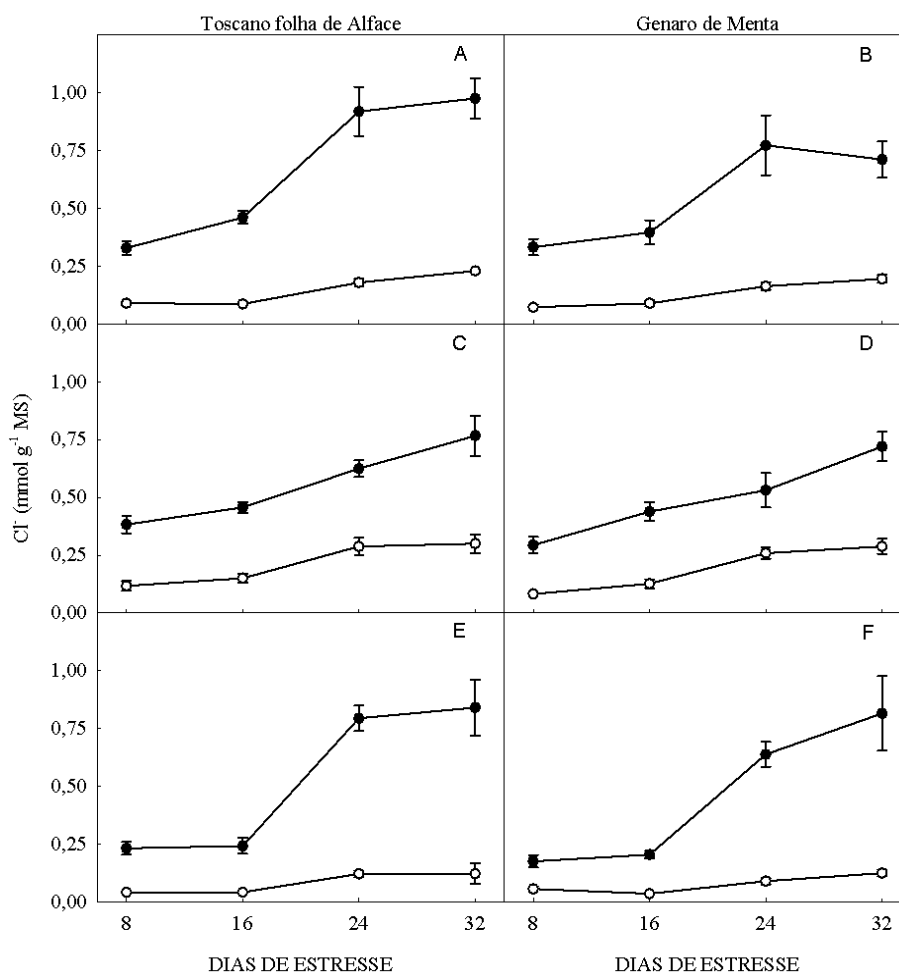 Toscano folha de Alface
Genaro de Menta
A
B
1,00
0,75
0,50
0,25
0,00
C
D
1,00
0,75
0,50
0,25
0,00
Cl⁻ (mmol g⁻¹ MS)
E
F
1,00
0,75
0,50
0,25
0,00
8 16 24 32
8 16 24 32
DIAS DE ESTRESSE
DIAS DE ESTRESSE